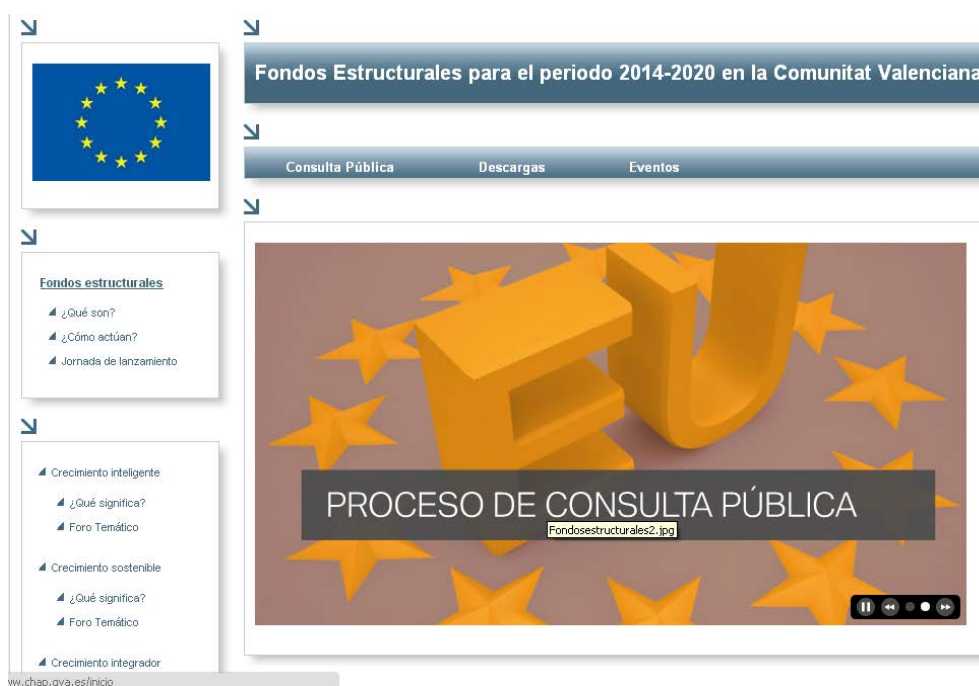 Fondos Estructurales para el periodo 2014-2020 en la Comunitat Valenciana
Consulta Pública Descargas Eventos
Fondos estructurales
¿Qué son?
¿Cómo actúan?
Jornada de lanzamiento
Crecimiento inteligente
¿Qué significa?
Foro Temático
Crecimiento sostenible
¿Qué significa?
Foro Temático
Crecimiento integrador
EU
PROCESO DE CONSULTA PÚBLICA
Fondosestructurales2.jpg
ww.chap.gva.es/inicio